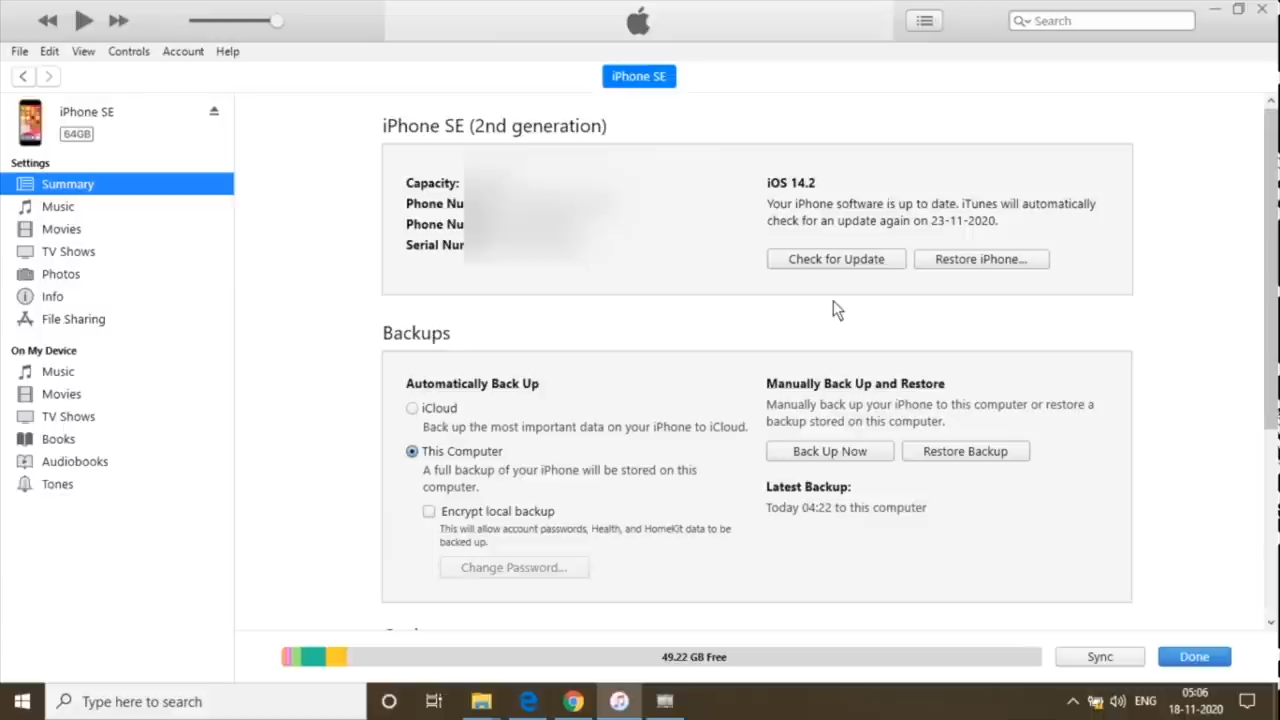 Search
File Edit View Controls Account Help
iPhone SE
iPhone SE
64GB
Settings
Summary
Music
Movies
TV Shows
Photos
Info
File Sharing
On My Device
Music
Movies
TV Shows
Books
Audiobooks
Tones
iPhone SE (2nd generation)
Capacity:
Phone Nu
Phone Nu
Serial Nur
iOS 14.2
Your iPhone software is up to date. iTunes will automatically
check for an update again on 23-11-2020.
Check for Update Restore iPhone...
Backups
Automatically Back Up
iCloud
Back up the most important data on your iPhone to iCloud.
This Computer
A full backup of your iPhone will be stored on this
computer.
Encrypt local backup
This will allow account passwords, Health, and HomeKit data to be
backed up.
Change Password...
Manually Back Up and Restore
Manually back up your iPhone to this computer or restore a
backup stored on this computer.
Back Up Now Restore Backup
Latest Backup:
Today 04:22 to this computer
49.22 GB Free
Sync Done
Type here to search
ENG
05:06
18-11-2020